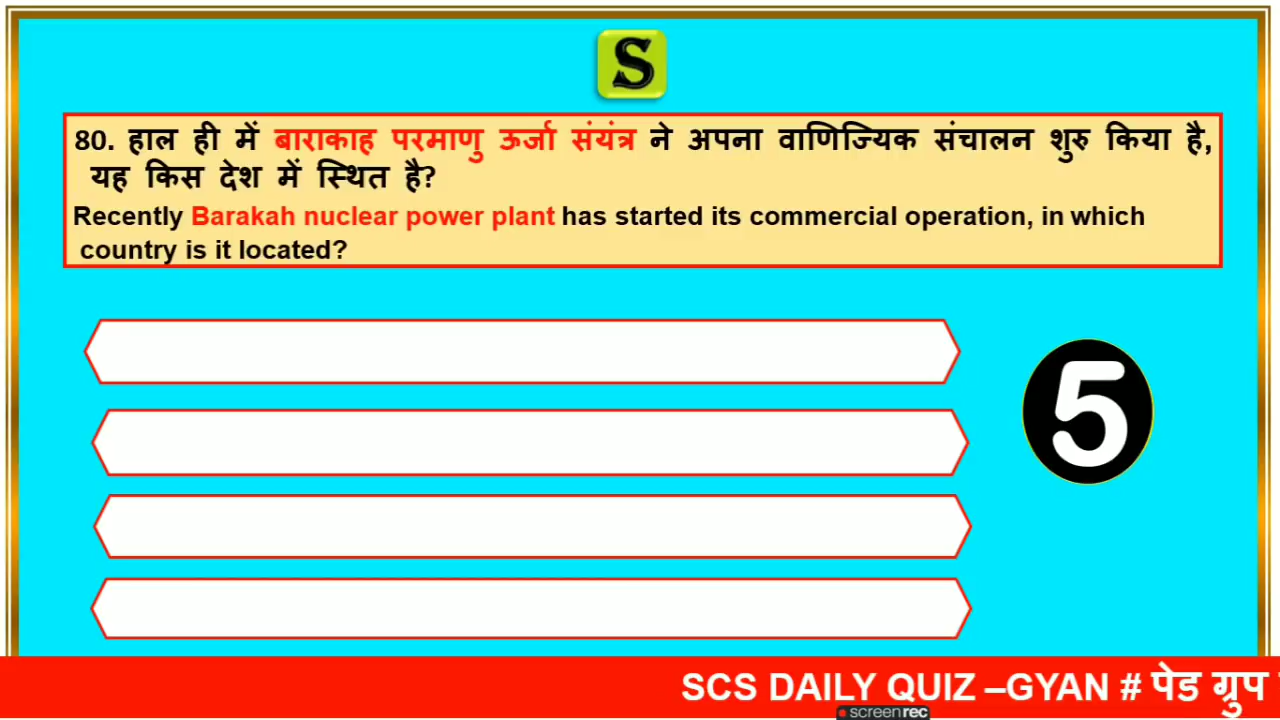 S
80. हाल ही में बाराकाह परमाणु ऊर्जा संयंत्र ने अपना वाणिज्यिक संचालन शुरु किया है,
यह किस देश में स्थित है?
Recently Barakah nuclear power plant has started its commercial operation, in which
country is it located?
5
SCS DAILY QUIZ –GYAN # पेड ग्रुप
screenrec